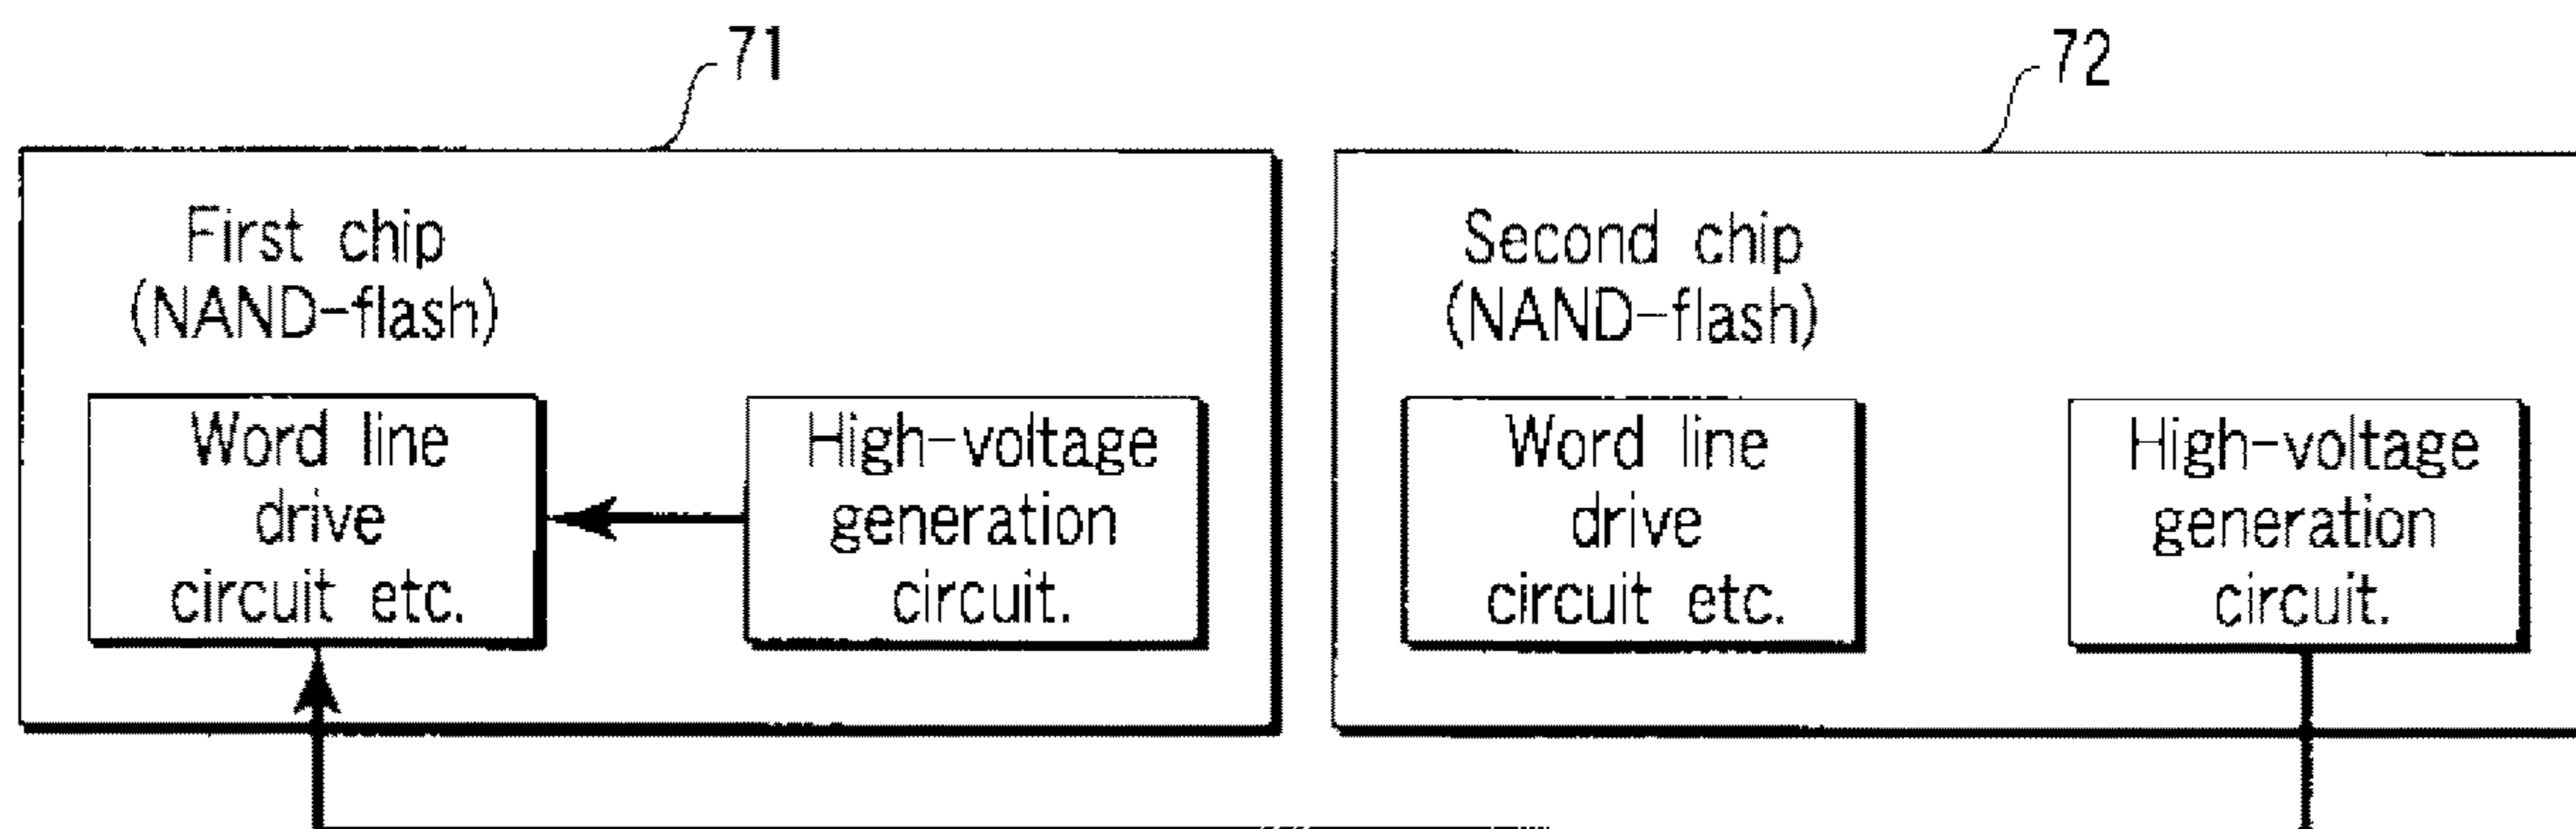 71
72
First chip
(NAND-flash)
Second chip
(NAND-flash)
Word line
drive
circuit etc.
High-voltage
generation
circuit.
Word line
drive
circuit etc.
High-voltage
generation
circuit.